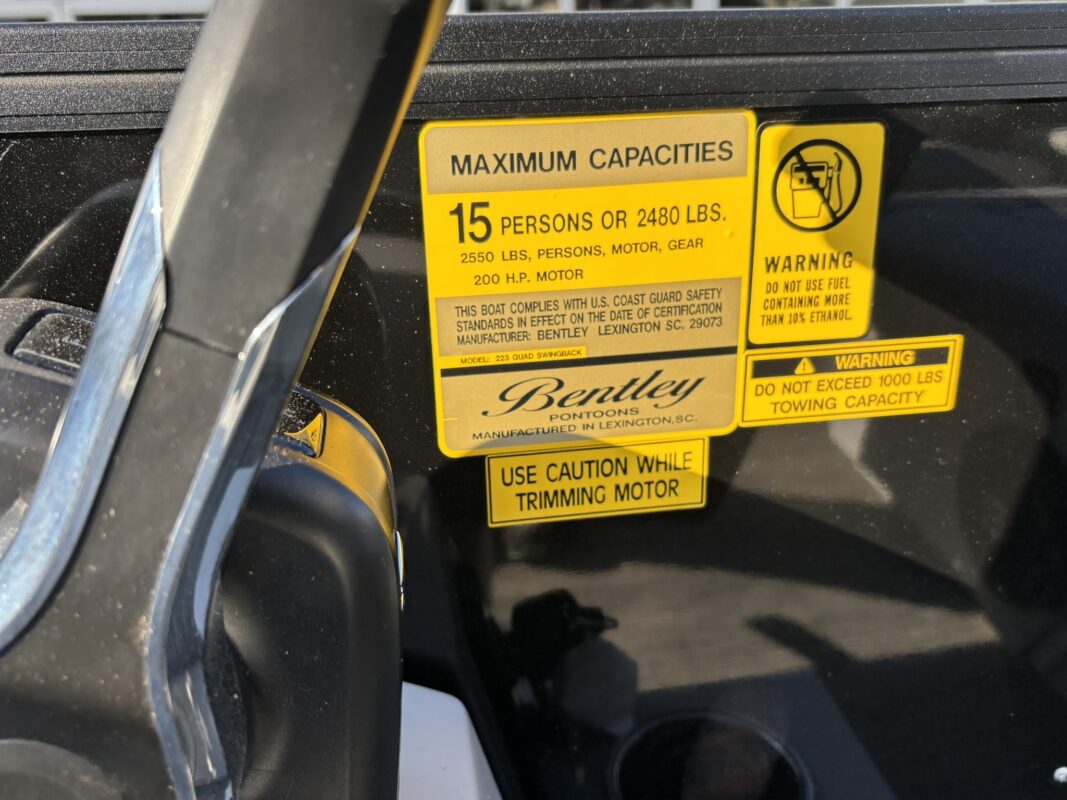 MAXIMUM CAPACITIES
15 PERSONS OR 2480 LBS.
2550 LBS, PERSONS, MOTOR, GEAR
200 H.P. MOTOR
THIS BOAT COMPLIES WITH U.S. COAST GUARD SAFETY
STANDARDS IN EFFECT ON THE DATE OF CERTIFICATION
MANUFACTURER: BENTLEY LEXINGTON SC. 29073
MODEL: 223 QUAD SWINGBACK
Bentley
PONTOONS
MANUFACTURED IN LEXINGTON,SC.
WARNING
DO NOT USE FUEL
CONTAINING MORE
THAN 10% ETHANOL.
WARNING
DO NOT EXCEED 1000 LBS
TOWING CAPACITY
USE CAUTION WHILE
TRIMMING MOTOR